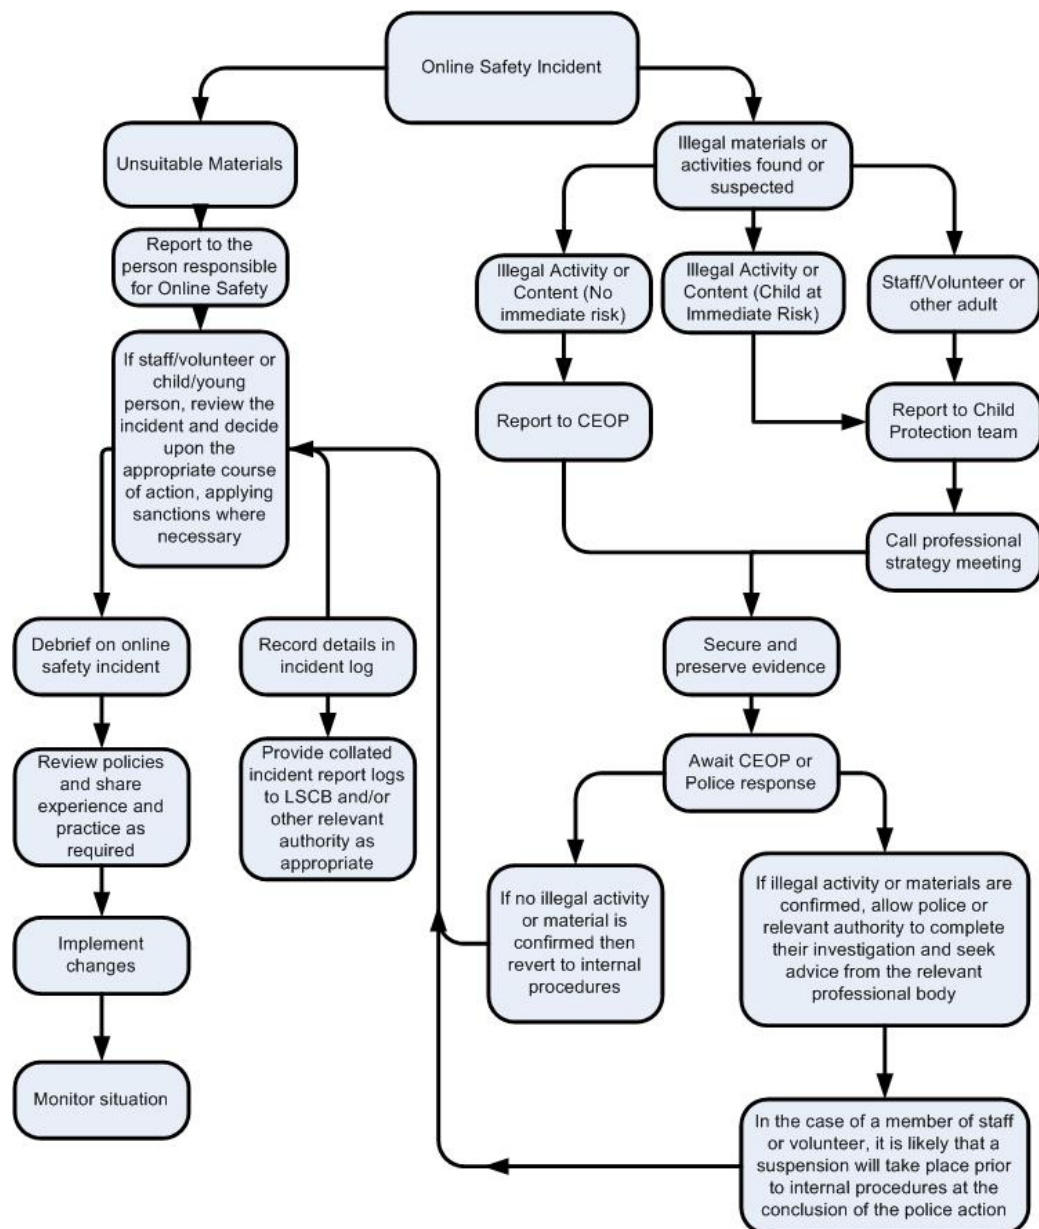 Online Safety Incident
Unsuitable Materials
Report to the
person responsible
for Online Safety
If staff/volunteer or
child/young
person, review the
incident and decide
upon the
appropriate course
of action, applying
sanctions where
necessary
Debrief on online
safety incident
Review policies
and share
experience and
practice as
required
Implement
changes
Monitor situation
Record details in
incident log
Provide collated
incident report logs
to LSCB and/or
other relevant
authority as
appropriate
Illegal materials or
activities found or
suspected
Illegal Activity or
Content (No
immediate risk)
Illegal Activity or
Content (Child at
Immediate Risk)
Staff/Volunteer or
other adult
Report to CEOP
Report to Child
Protection team
Call professional
strategy meeting
Secure and
preserve evidence
Await CEOP or
Police response
If no illegal activity
or material is
confirmed then
revert to internal
procedures
If illegal activity or materials are
confirmed, allow police or
relevant authority to complete
their investigation and seek
advice from the relevant
professional body
In the case of a member of staff
or volunteer, it is likely that a
suspension will take place prior
to internal procedures at the
conclusion of the police action